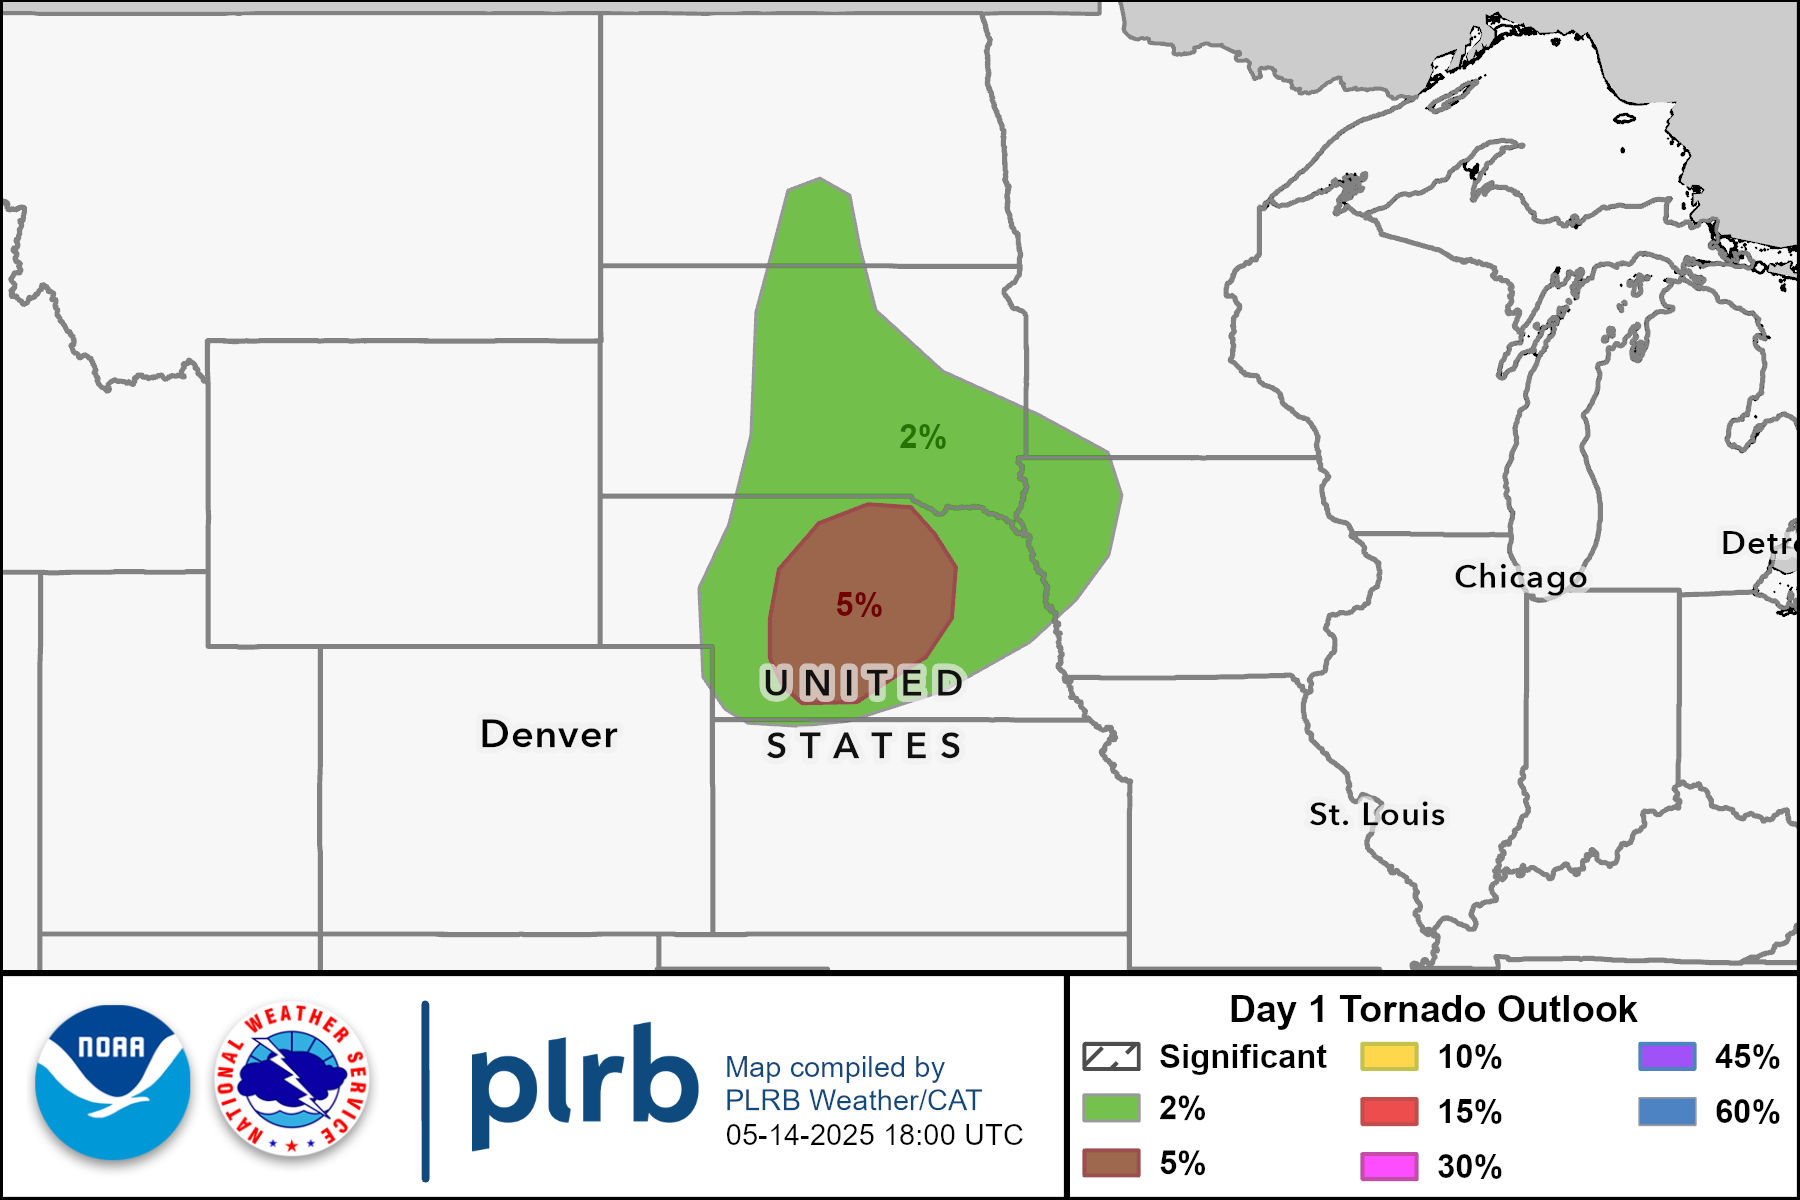 2%
5%
UNITED
STATES
Denver
Chicago
Detr
St. Louis
NOAA
NATIONAL WEATHER SERVICE
plrb
Map compiled by
PLRB Weather/CAT
05-14-2025 18:00 UTC
Day 1 Tornado Outlook
Significant
10%
45%
2%
15%
60%
5%
30%